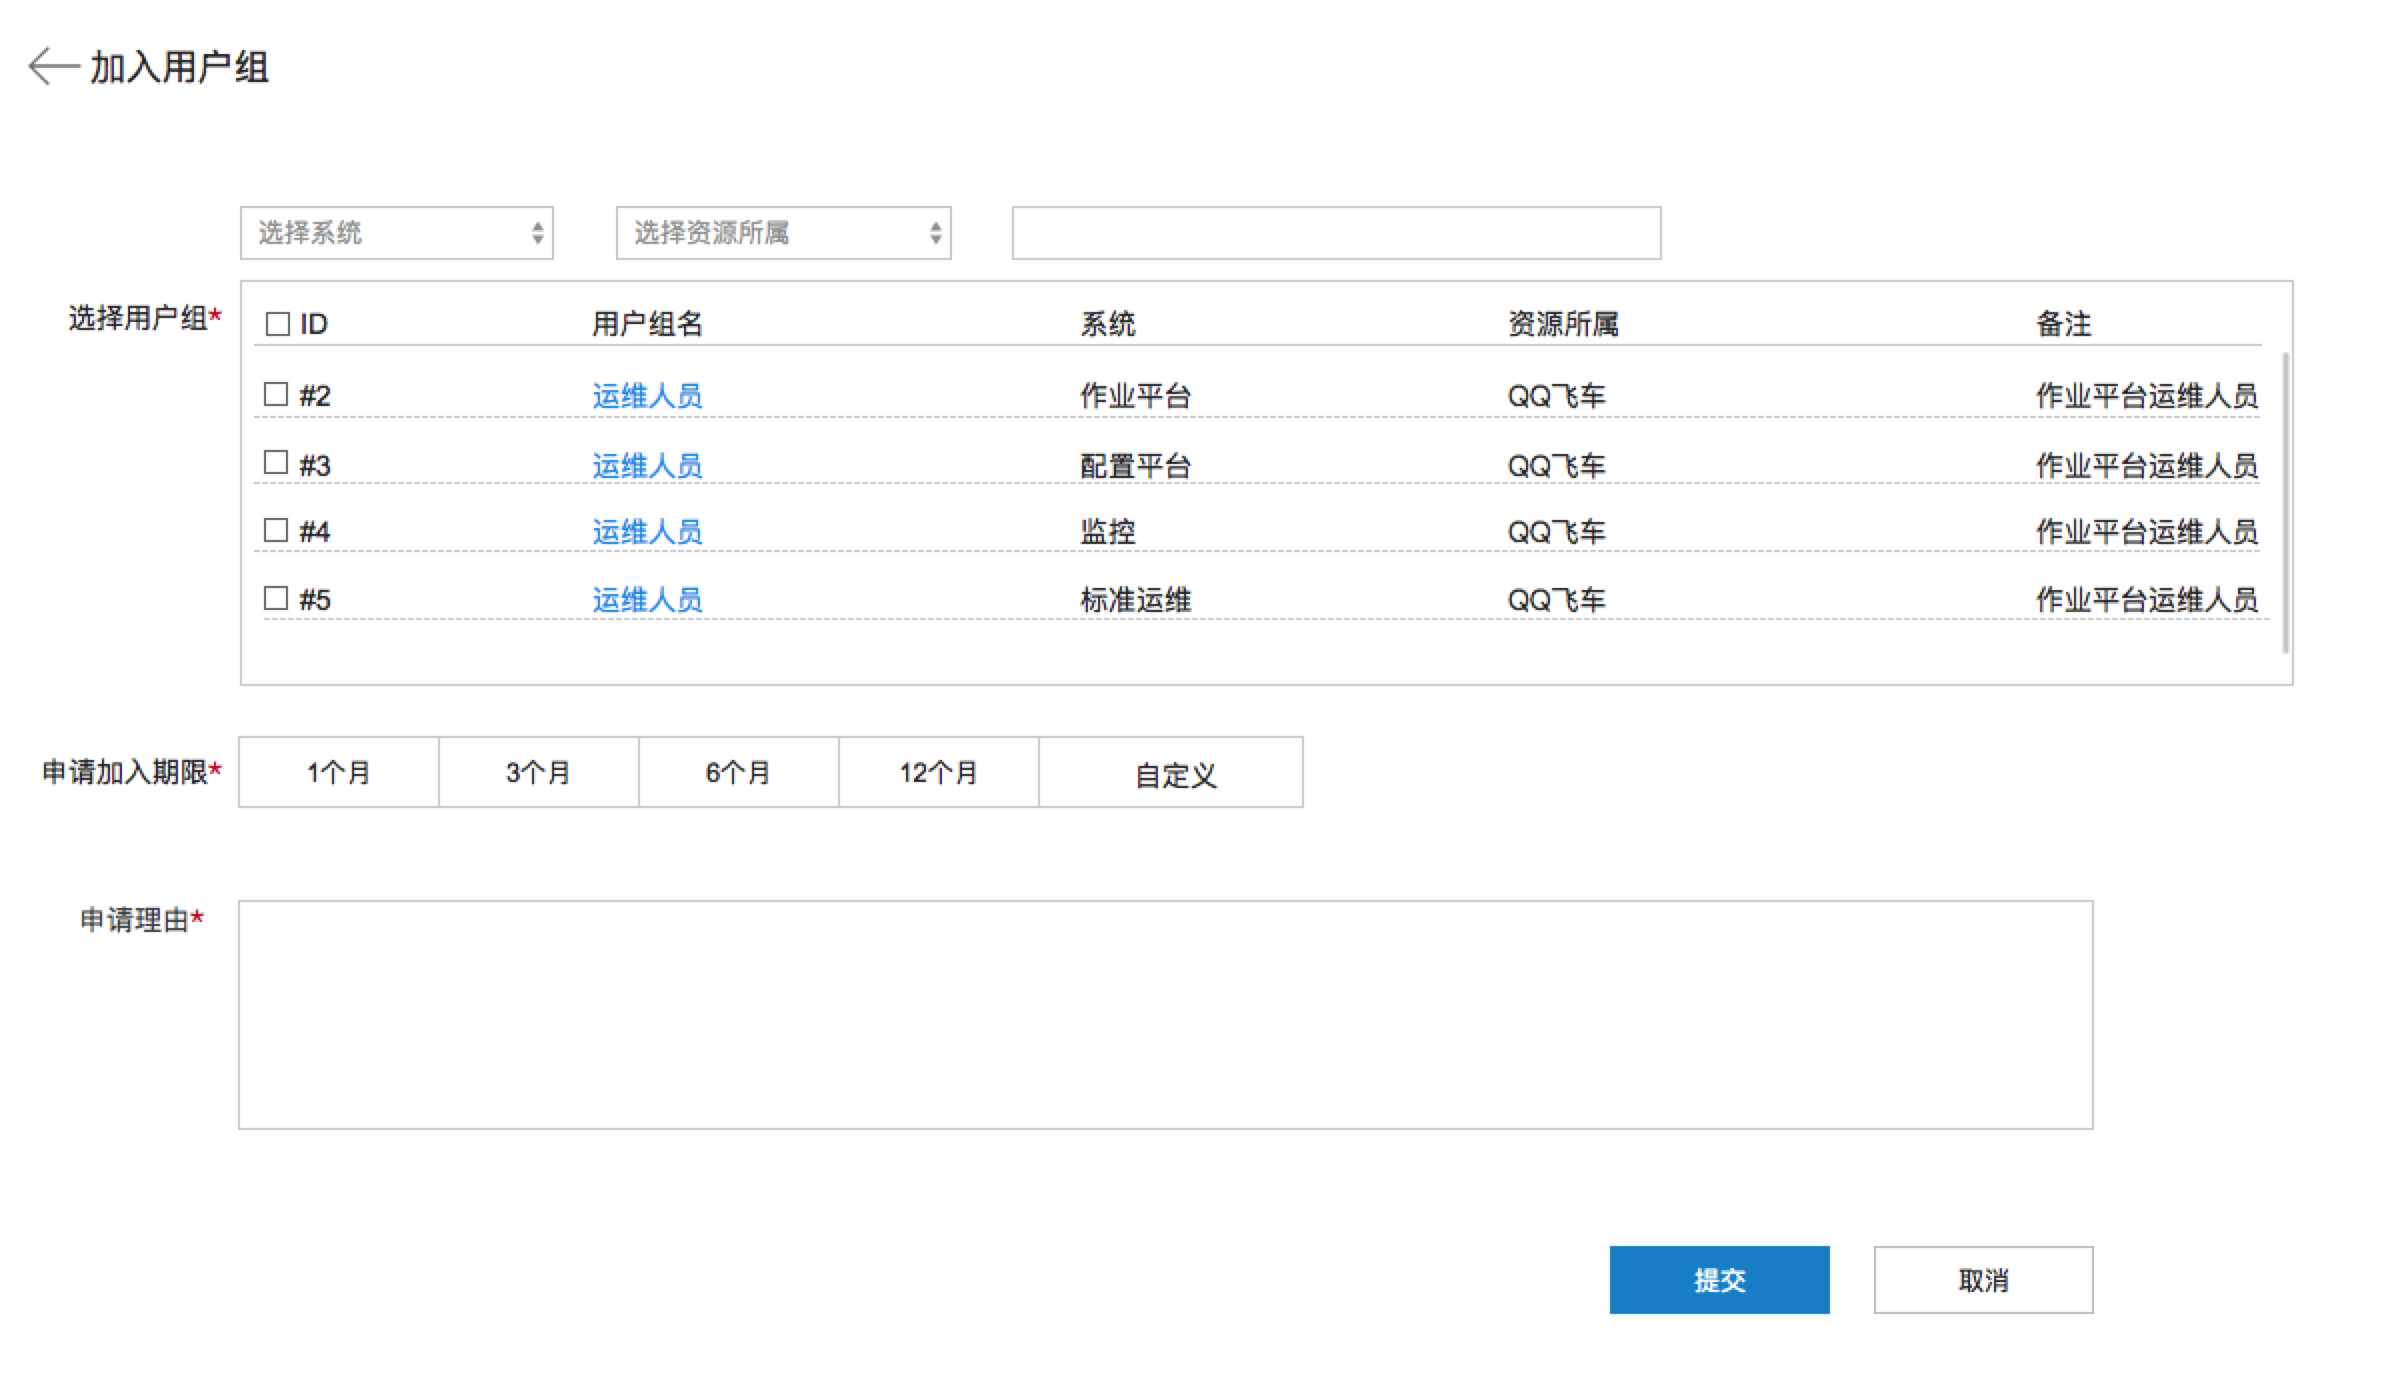 加入用户组
选择系统 选择资源所属
选择用户组* ID 用户组名 系统 资源所属 备注
#2 运维人员 作业平台 QQ飞车 作业平台运维人员
#3 运维人员 配置平台 QQ飞车 作业平台运维人员
#4 运维人员 监控 QQ飞车 作业平台运维人员
#5 运维人员 标准运维 QQ飞车 作业平台运维人员
申请加入期限* 1个月 3个月 6个月 12个月 自定义
申请理由*
提交 取消